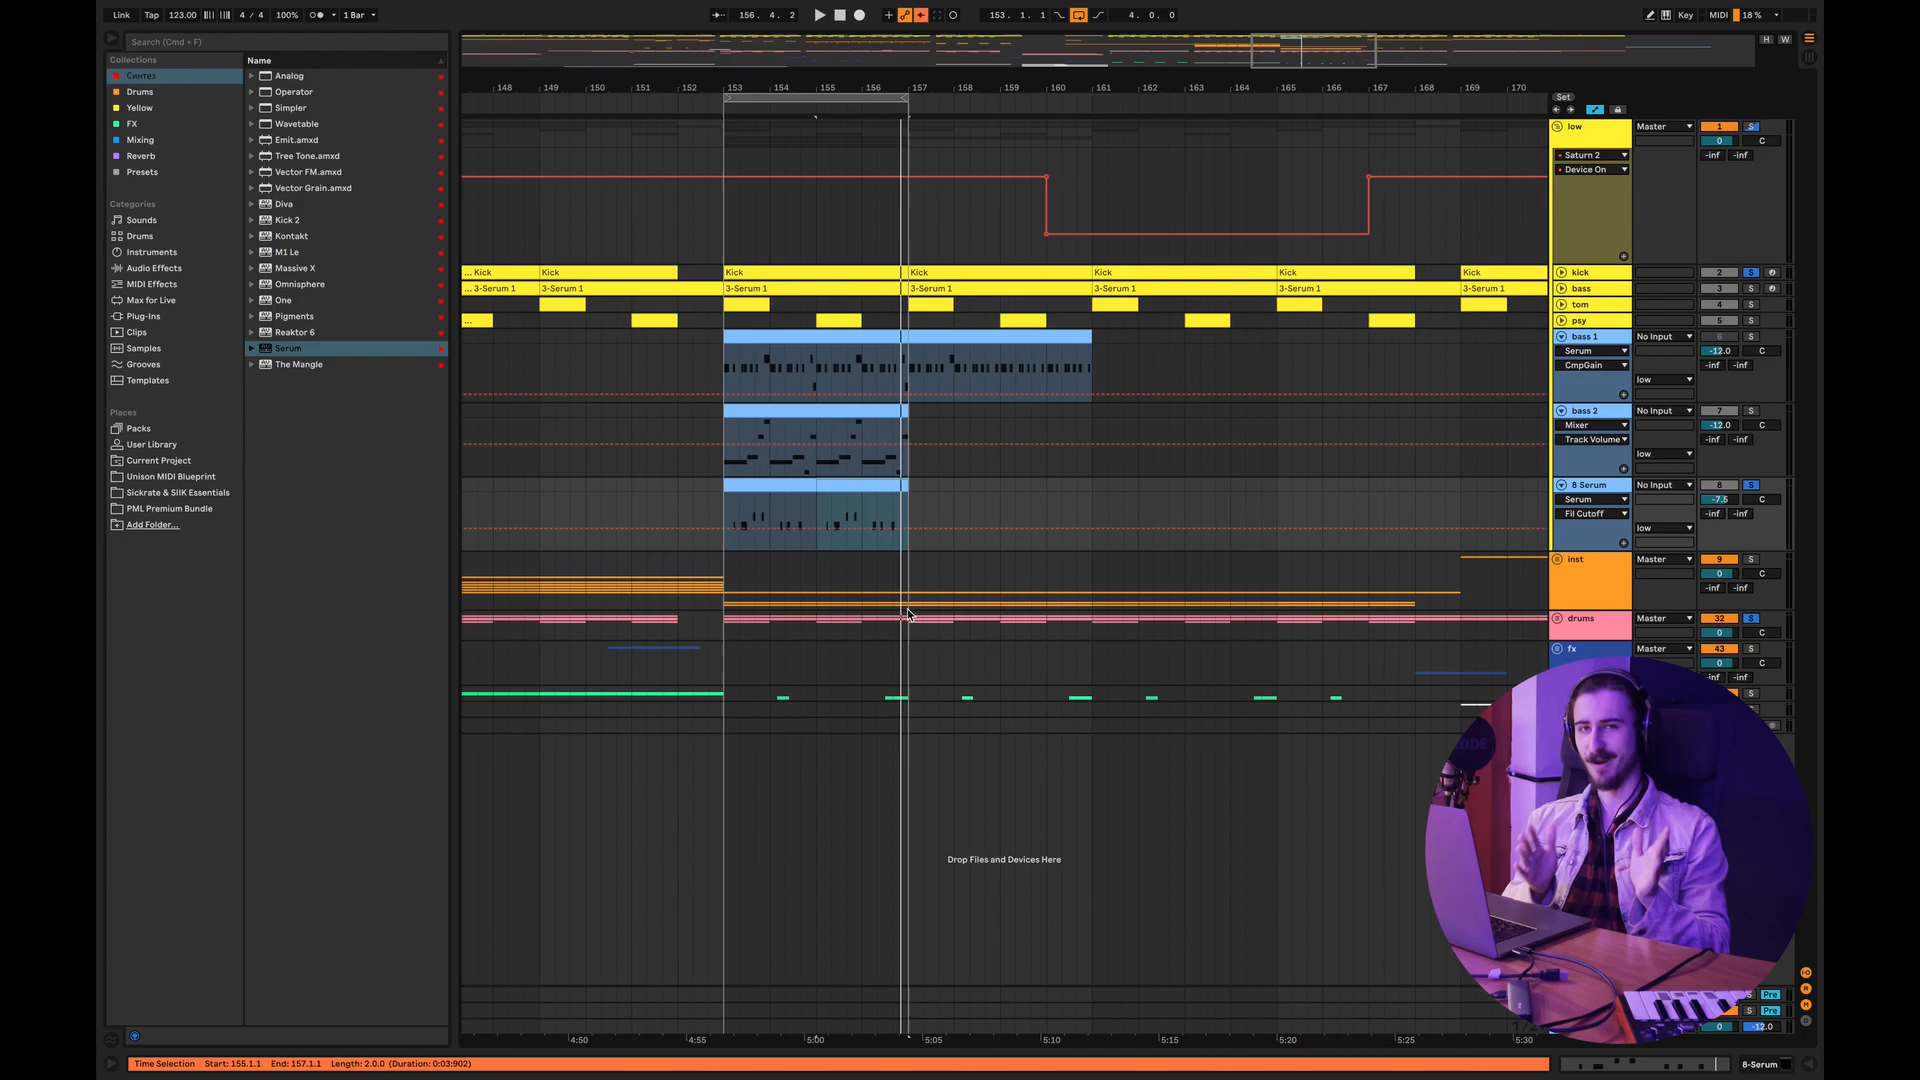 Link Tap 123.00 4 / 4 100% 1 Bar 156. 4. 2 153. 1. 1 4. 0. 0 Key MIDI 18 %
Search (Cmd + F)
Collections
Синтез
Drums
Yellow
FX
Mixing
Reverb
Presets
Categories
Sounds
Drums
Instruments
Audio Effects
MIDI Effects
Max for Live
Plug-Ins
Clips
Samples
Grooves
Templates
Places
Packs
User Library
Current Project
Unison MIDI Blueprint
Sickrate & SIIK Essentials
PML Premium Bundle
Add Folder...
Name
Analog
Operator
Simpler
Wavetable
Emit.amxd
Tree Tone.amxd
Vector FM.amxd
Vector Grain.amxd
Diva
Kick 2
Kontakt
M1 Le
Massive X
Omnisphere
One
Pigments
Reaktor 6
Serum
The Mangle
H W
148 149 150 151 152 153 154 155 156 157 158 159 160 161 162 163 164 165 166 167 168 169 170
Set
low Master 1 S
0 C
Saturn 2 -inf -inf
Device On
... Kick Kick Kick Kick Kick Kick Kick kick 2 S
... 3-Serum 1 3-Serum 1 3-Serum 1 3-Serum 1 3-Serum 1 3-Serum 1 3-Serum 1 bass 3 S
tom 4 S
... psy 5 S
bass 1 No Input 6 S
Serum -12.0 C
CmpGain -inf -inf
low
bass 2 No Input 7 S
Mixer -12.0 C
Track Volume -inf -inf
low
8 Serum No Input 8 S
Serum -7.5 C
Fil Cutoff -inf -inf
low
inst Master 9 S
0 C
-inf -inf
drums Master 32 S
0 C
fx Master 43 S
0 C
-inf -inf
S
Drop Files and Devices Here
S Pre
Pre
0 -12.0
4:50 4:55 5:00 5:05 5:10 5:15 5:20 5:25 5:30
Time Selection Start: 155.1.1 End: 157.1.1 Length: 2.0.0 (Duration: 0:03:902)
8-Serum